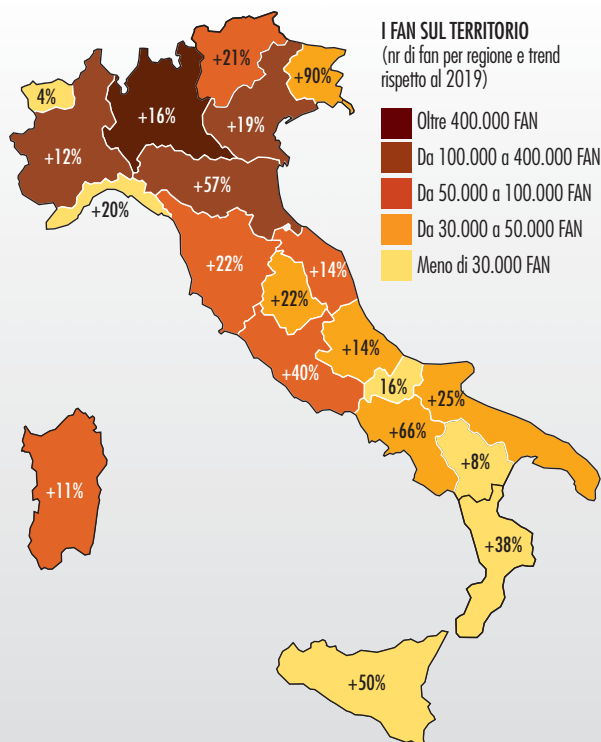 I FAN SUL TERRITORIO
(nr di fan per regione e trend
rispetto al 2019)
Oltre 400.000 FAN
Da 100.000 a 400.000 FAN
Da 50.000 a 100.000 FAN
Da 30.000 a 50.000 FAN
Meno di 30.000 FAN
+21%
+90%
4%
+16%
+19%
+12%
+57%
+20%
+22%
+14%
+22%
+14%
+40%
16%
+25%
+66%
+8%
+11%
+38%
+50%